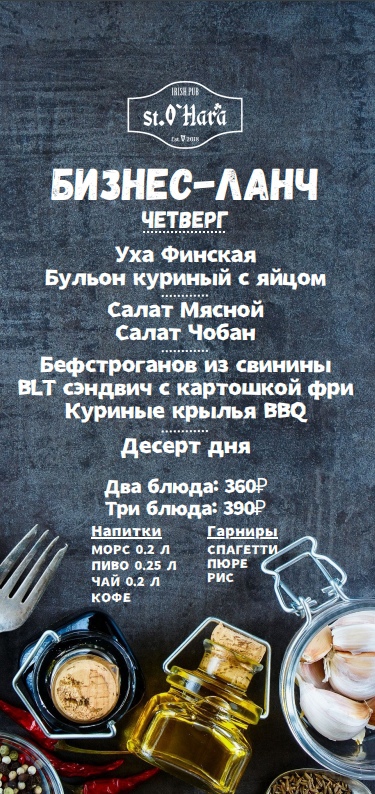 IRISH PUB
St.O`Hara
Est. 2018
БИЗНЕС-ЛАНЧ
ЧЕТВЕРГ
Уха Финская
Бульон куриный с яйцом
Салат Мясной
Салат Чобан
Бефстроганов из свинины
BLT сэндвич с картошкой фри
Куриные крылья BBQ
Десерт дня
Два блюда: 360₽
Три блюда: 390₽
Напитки
МОРС 0.2 Л
ПИВО 0.25 Л
ЧАЙ 0.2 Л
КОФЕ
Гарниры
СПАГЕТТИ
ПЮРЕ
РИС